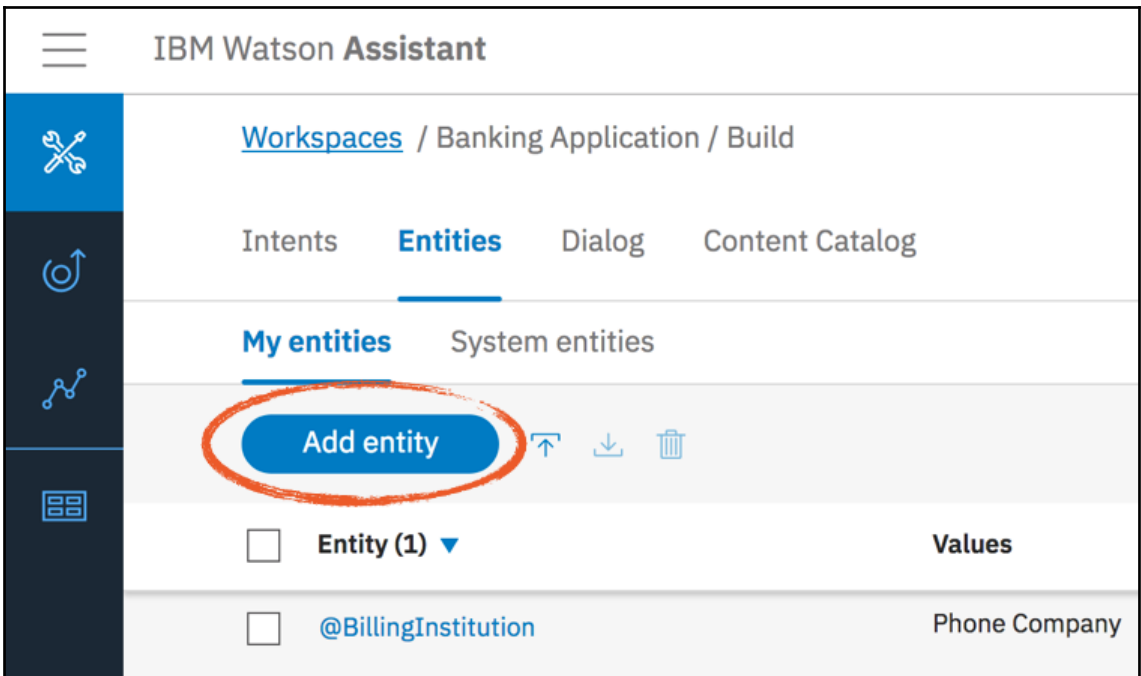 IBM Watson Assistant
Workspaces / Banking Application / Build
Intents Entities Dialog Content Catalog
My entities System entities
Add entity
Entity (1) Values
@BillingInstitution Phone Company